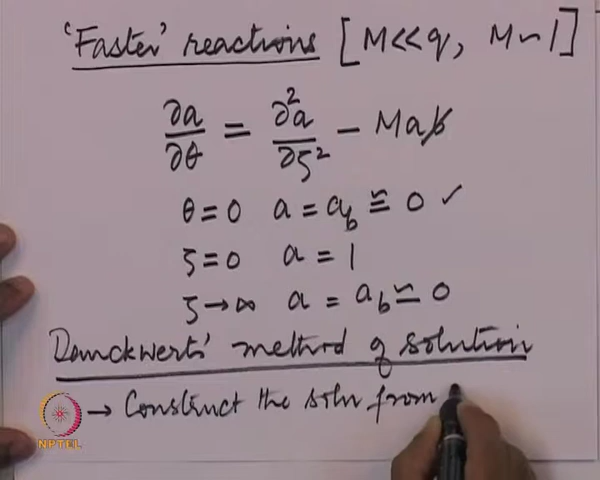 'Faster' reactions [M<<q, M~1]
∂a/∂θ = ∂²a/∂ζ² - Mab̸
θ=0 a = a_b ≅ 0 ✓
ζ=0 a = 1
ζ→∞ a = a_b ≃ 0
Danckwerts' method of solution
→ Construct the soln from
NPTEL